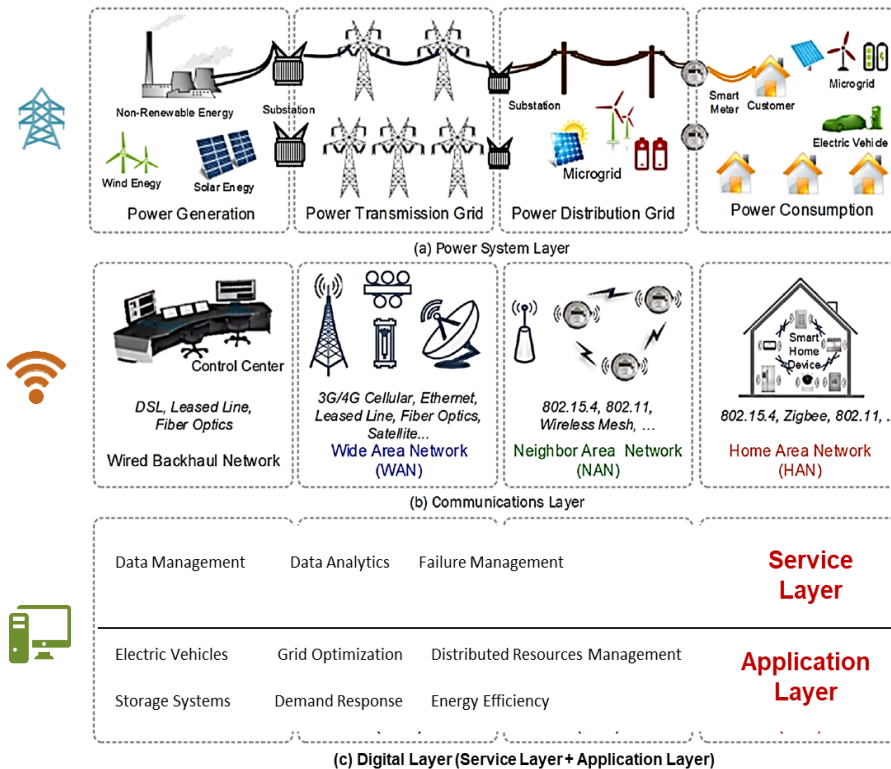 Non-Renewable Energy
Substation
Substation
Smart
Meter
Customer
Microgrid
Electric Vehide
Wind Enegy
Solar Enegy
Microgrid
Power Generation
Power Transmission Grid
Power Distribution Grid
Power Consumption
(a) Power System Layer
Control Center
DSL, Leased Line,
Fiber Optics
Wired Backhaul Network
3G/4G Cellular, Ethernet,
Leased Line, Fiber Optics,
Satellite...
Wide Area Network
(WAN)
802.15.4, 802.11,
Wireless Mesh, ...
Neighbor Area Network
(NAN)
Smart
Home
Device
802.15.4, Zigbee, 802.11, ..
Home Area Network
(HAN)
(b) Communications Layer
Data Management
Data Analytics
Failure Management
Service
Layer
Electric Vehicles
Grid Optimization
Distributed Resources Management
Storage Systems
Demand Response
Energy Efficiency
Application
Layer
(c) Digital Layer (Service Layer + Application Layer)